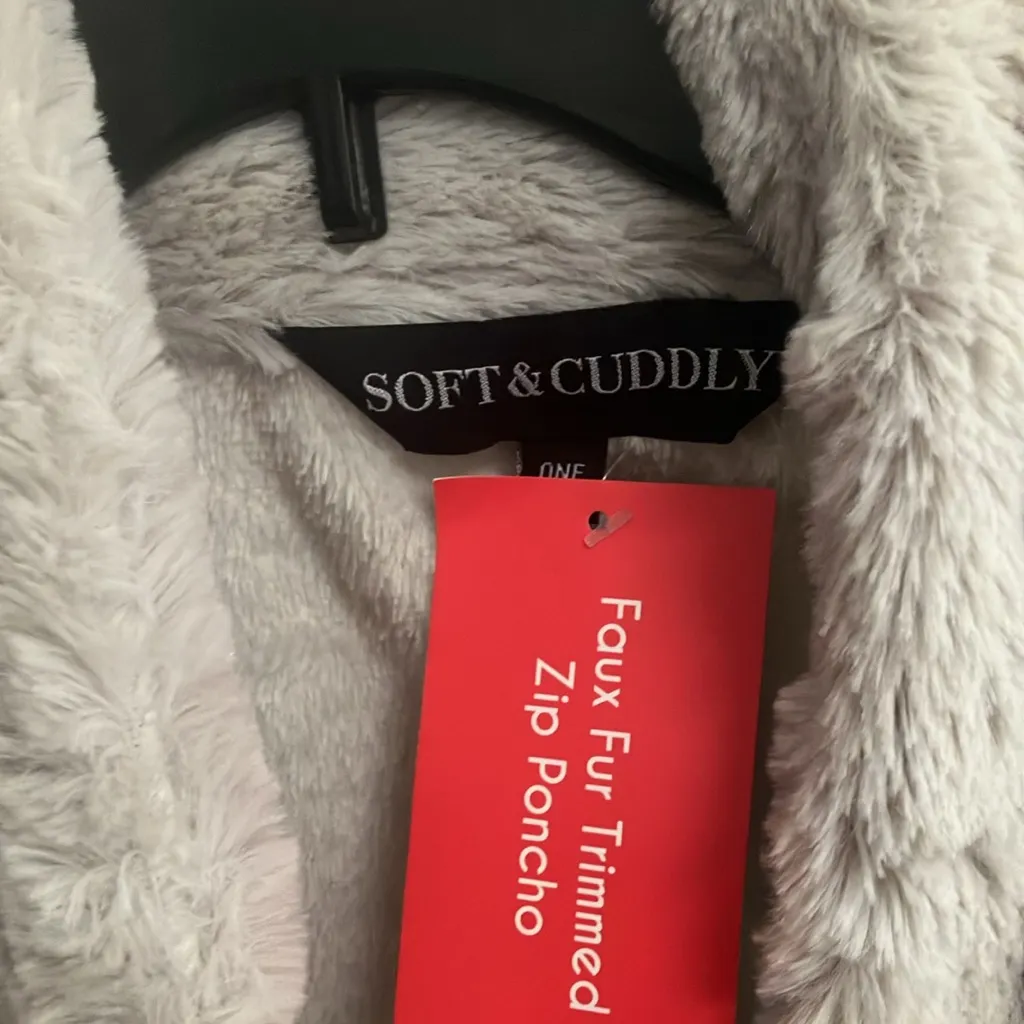 SOFT & CUDDLY
ONE
Faux Fur Trimmed
Zip Poncho